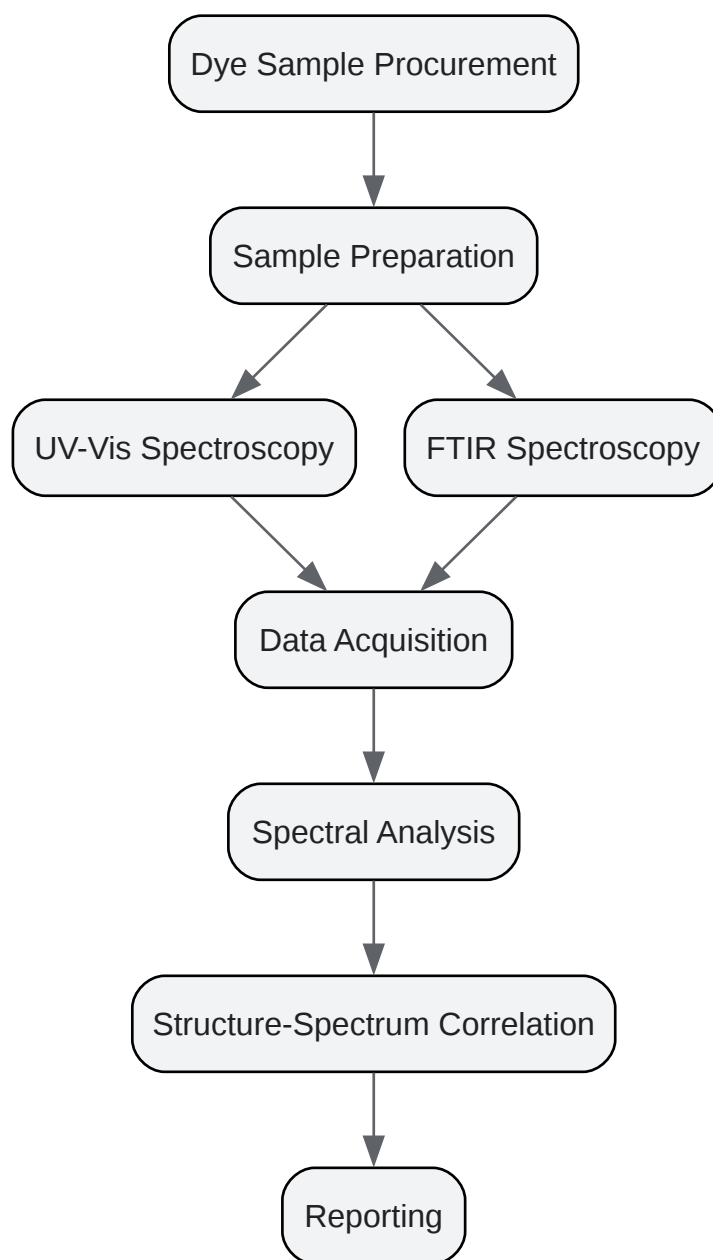 Dye Sample Procurement
Sample Preparation
UV-Vis Spectroscopy
FTIR Spectroscopy
Data Acquisition
Spectral Analysis
Structure-Spectrum Correlation
Reporting